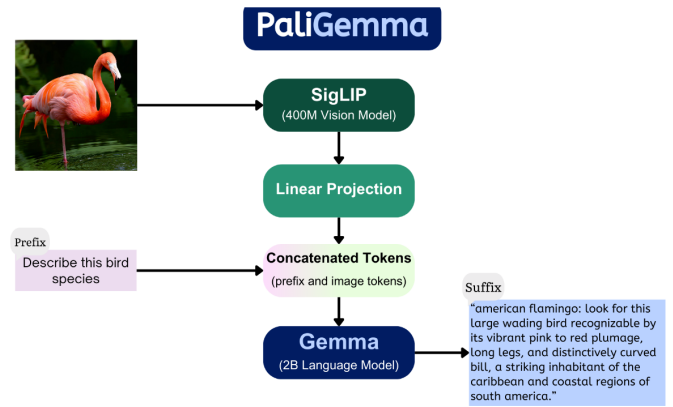 PaliGemma
SigLIP
(400M Vision Model)
Linear Projection
Prefix
Describe this bird
species
Concatenated Tokens
(prefix and image tokens)
Gemma
(2B Language Model)
Suffix
“american flamingo: look for this
large wading bird recognizable by
its vibrant pink to red plumage,
long legs, and distinctively curved
bill, a striking inhabitant of the
caribbean and coastal regions of
south america.”